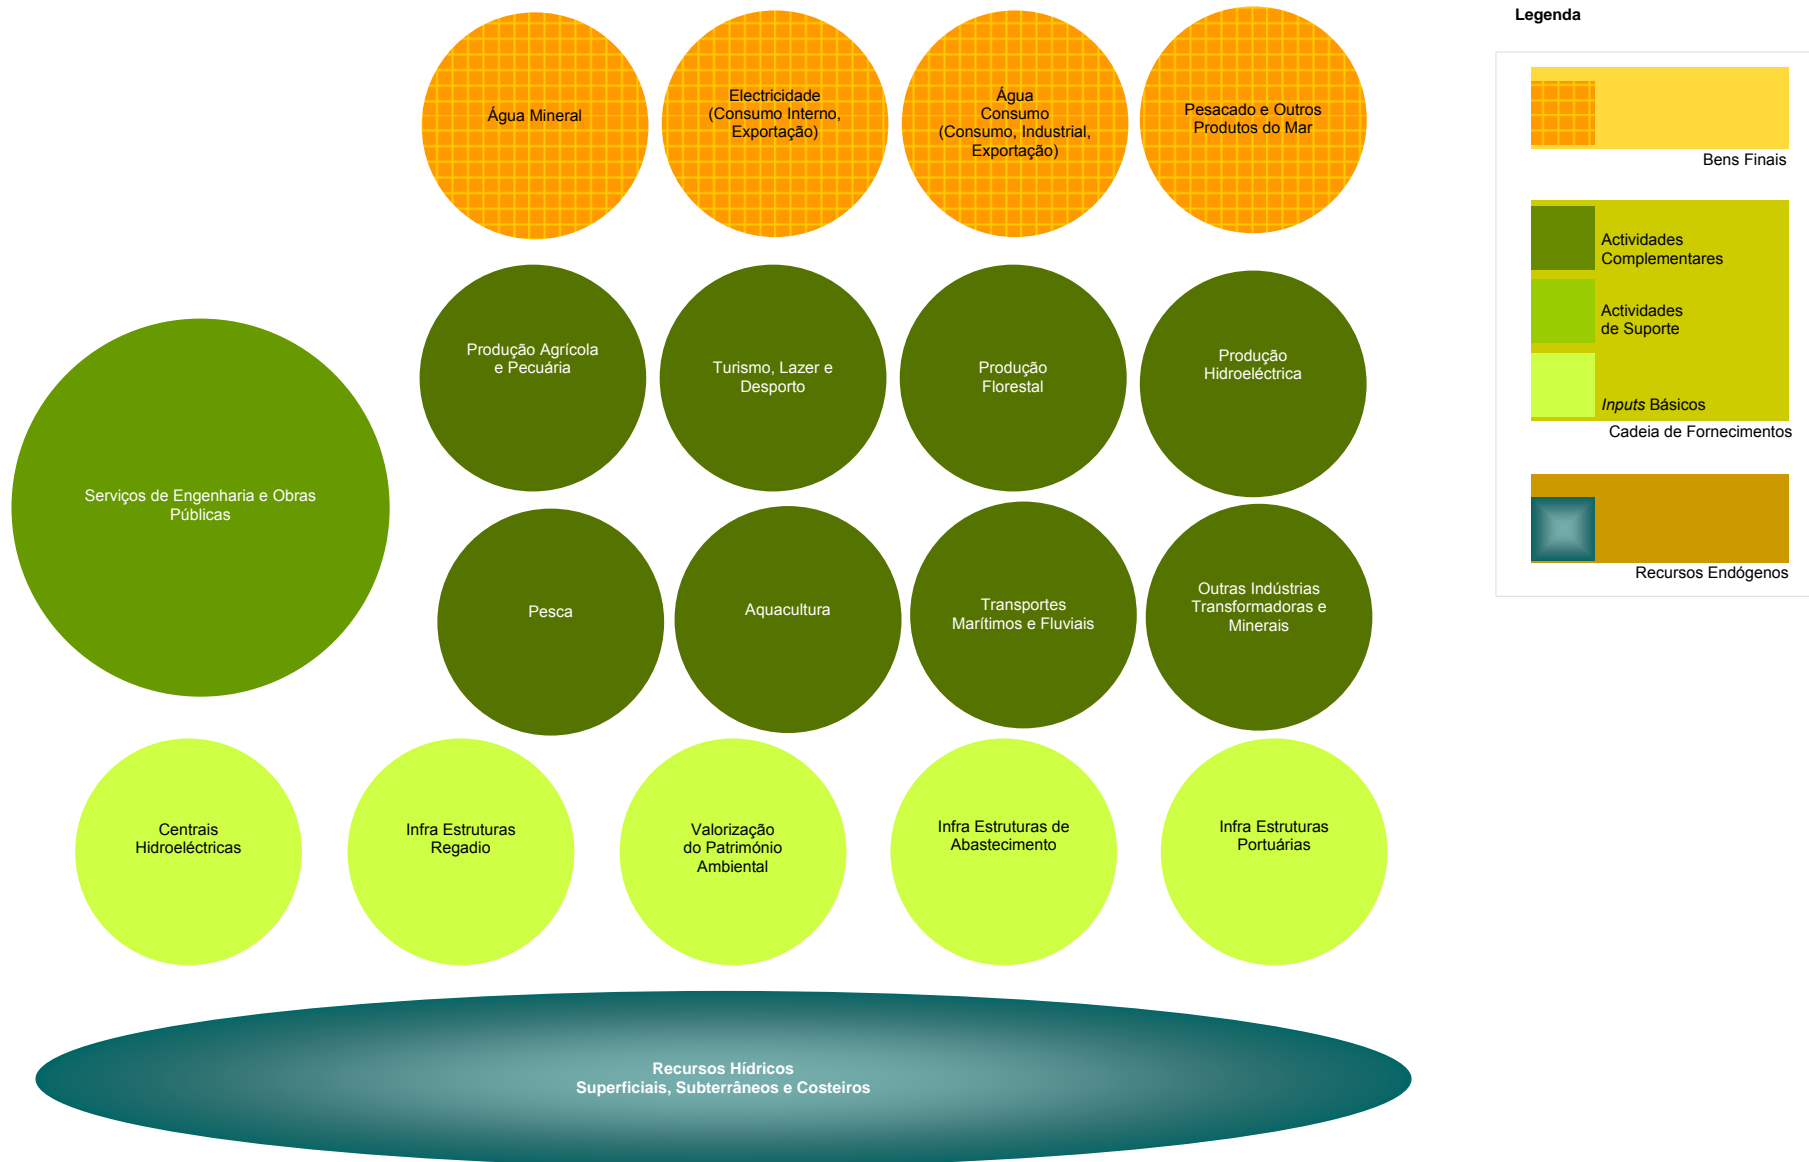 Legenda
Água Mineral
Electricidade
(Consumo Interno,
Exportação)
Água
Consumo
(Consumo, Industrial,
Exportação)
Pesacado e Outros
Produtos do Mar
Bens Finais
Actividades
Complementares
Actividades
de Suporte
Inputs Básicos
Cadeia de Fornecimentos
Recursos Endógenos
Produção Agrícola
e Pecuária
Turismo, Lazer e
Desporto
Produção
Florestal
Produção
Hidroeléctrica
Serviços de Engenharia e Obras
Públicas
Pesca
Aquacultura
Transportes
Marítimos e Fluviais
Outras Indústrias
Transformadoras e
Minerais
Centrais
Hidroeléctricas
Infra Estruturas
Regadio
Valorização
do Património
Ambiental
Infra Estruturas de
Abastecimento
Infra Estruturas
Portuárias
Recursos Hídricos
Superficiais, Subterrâneos e Costeiros